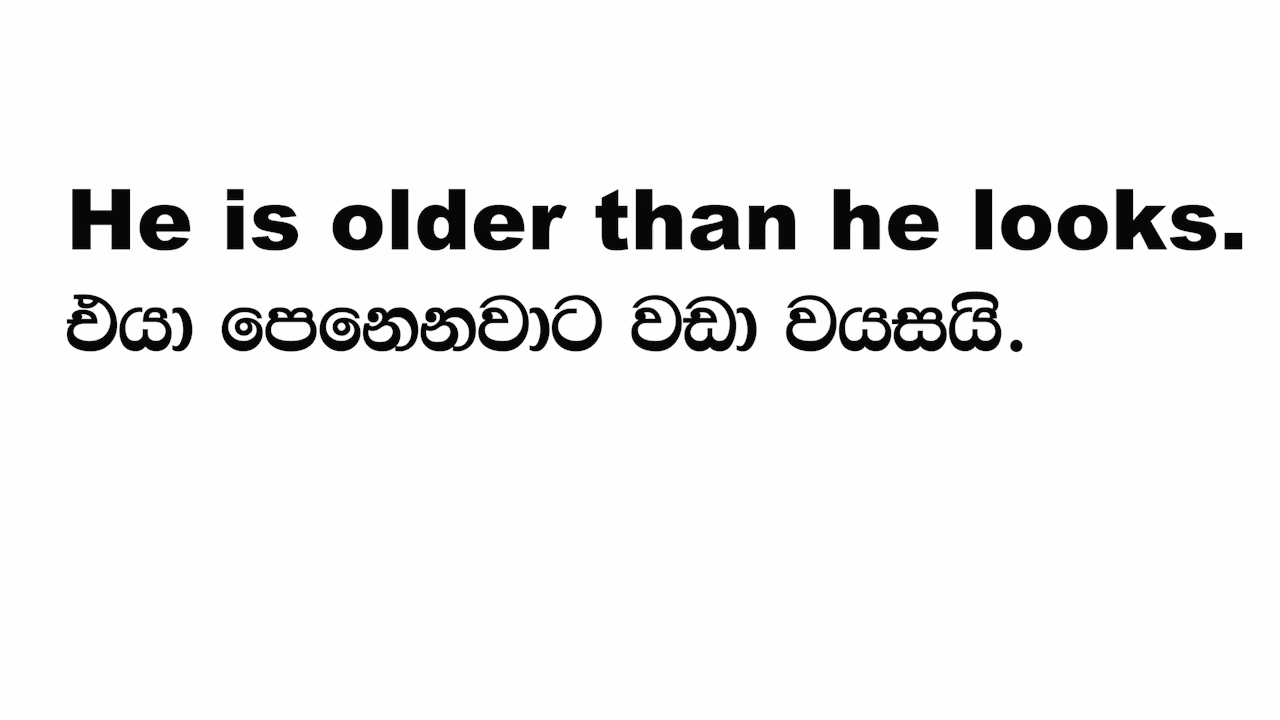 He is older than he looks.
එයා පෙනෙනවාට වඩා වයසයි.